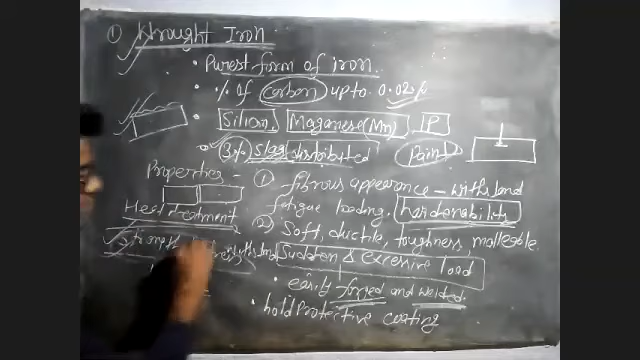 ① Wrought Iron
• Purest form of iron.
• % of carbon upto 0.02%
• Silicon, Maganese(Mn) P
• 3% slag distributed Paint
Properties - ① fibrous appearance - withstand
fatigue loading. hardenability
Heat treatment
② Soft, ductile, toughness, malleable.
Sudden & excessive load
• easily forged and welded.
• hold Protective coating